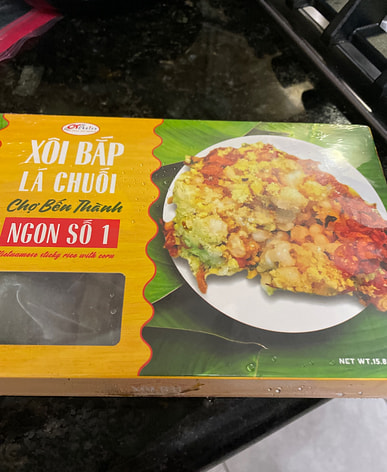 XÔI BẮP
LÁ CHUỐI
Chợ Bến Thành
NGON SỐ 1
Vietnamese sticky rice with corn
NET WT.15.8